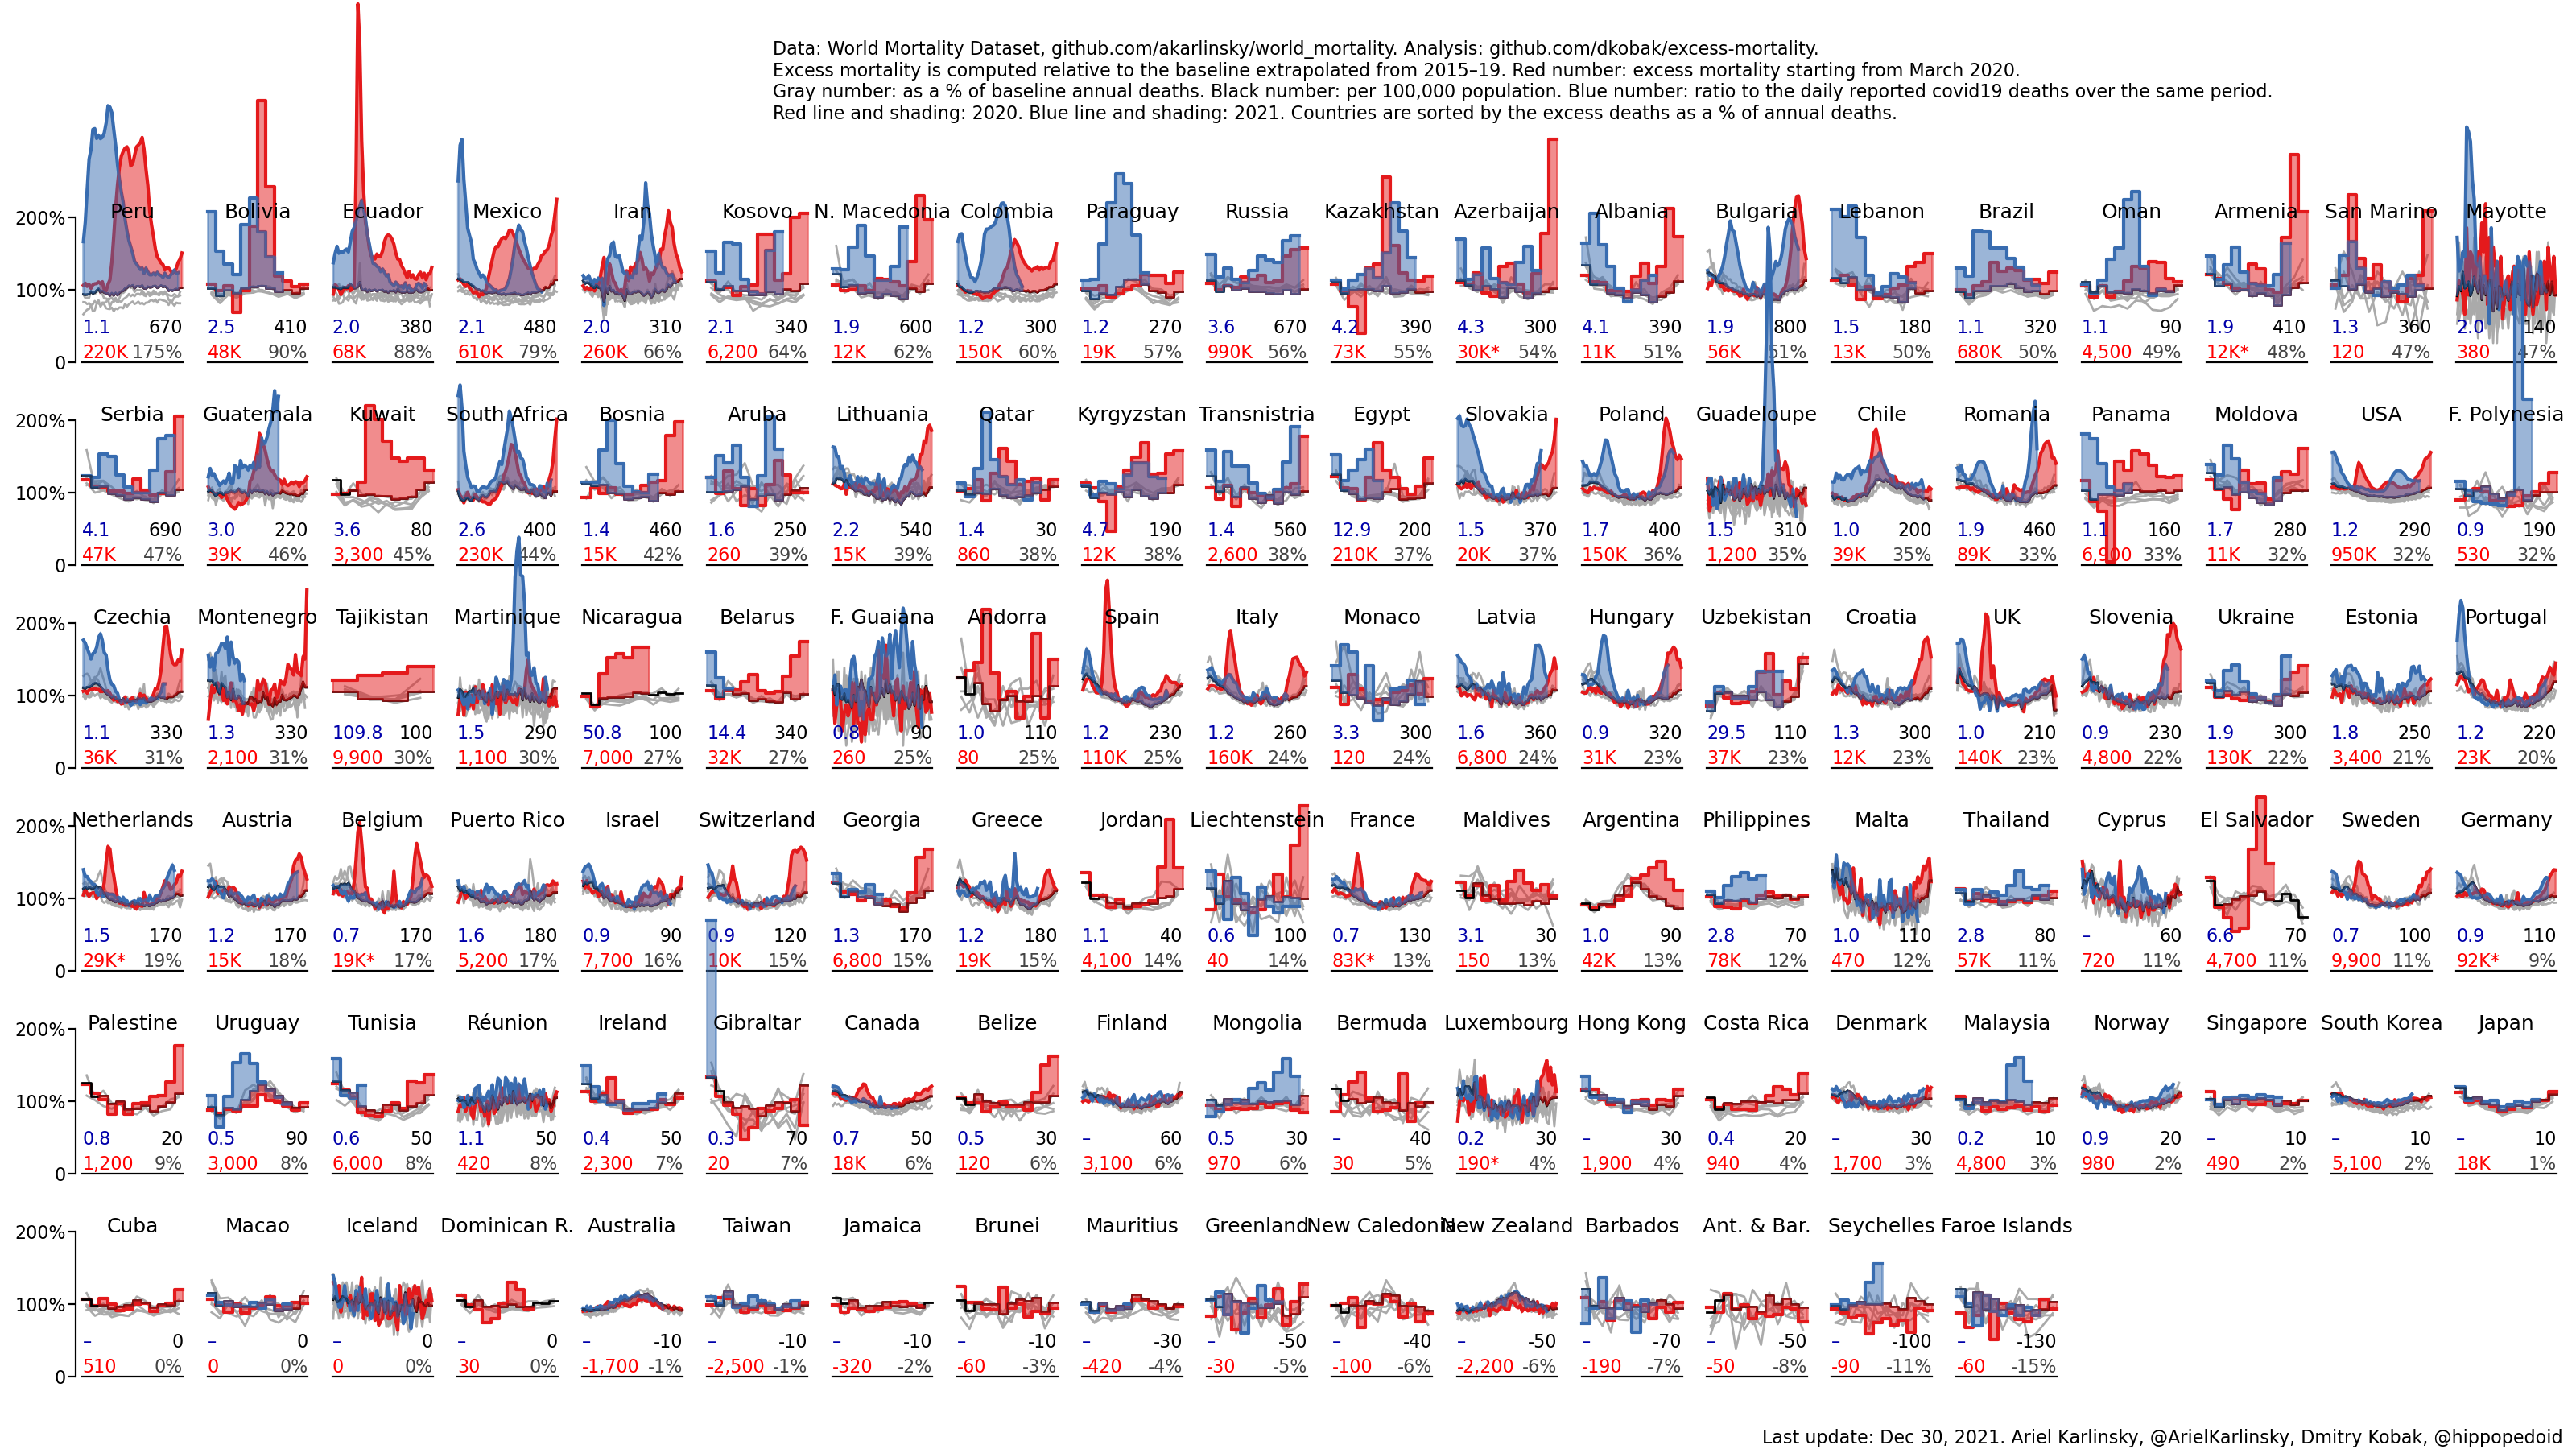 Data: World Mortality Dataset, github.com/akarlinsky/world_mortality. Analysis: github.com/dkobak/excess-mortality.
Excess mortality is computed relative to the baseline extrapolated from 2015–19. Red number: excess mortality starting from March 2020.
Gray number: as a % of baseline annual deaths. Black number: per 100,000 population. Blue number: ratio to the daily reported covid19 deaths over the same period.
Red line and shading: 2020. Blue line and shading: 2021. Countries are sorted by the excess deaths as a % of annual deaths.
200% Peru Bolivia Ecuador Mexico Iran Kosovo N. Macedonia Colombia Paraguay Russia Kazakhstan Azerbaijan Albania Bulgaria Lebanon Brazil Oman Armenia San Marino Mayotte
100%
1.1 670 2.5 410 2.0 380 2.1 480 2.0 310 2.1 340 1.9 600 1.2 300 1.2 270 3.6 670 4.2 390 4.3 300 4.1 390 1.9 800 1.5 180 1.1 320 1.1 90 1.9 410 1.3 360 2.0 140
0 220K 175% 48K 90% 68K 88% 610K 79% 260K 66% 6,200 64% 12K 62% 150K 60% 19K 57% 990K 56% 73K 55% 30K* 54% 11K 51% 56K 51% 13K 50% 680K 50% 4,500 49% 12K* 48% 120 47% 380 47%
200% Serbia Guatemala Kuwait South Africa Bosnia Aruba Lithuania Qatar Kyrgyzstan Transnistria Egypt Slovakia Poland Guadeloupe Chile Romania Panama Moldova USA F. Polynesia
100%
4.1 690 3.0 220 3.6 80 2.6 400 1.4 460 1.6 250 2.2 540 1.4 30 4.7 190 1.4 560 12.9 200 1.5 370 1.7 400 1.5 310 1.0 200 1.9 460 1.1 160 1.7 280 1.2 290 0.9 190
0 47K 47% 39K 46% 3,300 45% 230K 44% 15K 42% 260 39% 15K 39% 860 38% 12K 38% 2,600 38% 210K 37% 20K 37% 150K 36% 1,200 35% 39K 35% 89K 33% 6,900 33% 11K 32% 950K 32% 530 32%
200% Czechia Montenegro Tajikistan Martinique Nicaragua Belarus F. Guaiana Andorra Spain Italy Monaco Latvia Hungary Uzbekistan Croatia UK Slovenia Ukraine Estonia Portugal
100%
1.1 330 1.3 330 109.8 100 1.5 290 50.8 100 14.4 340 0.8 90 1.0 110 1.2 230 1.2 260 3.3 300 1.6 360 0.9 320 29.5 110 1.3 300 1.0 210 0.9 230 1.9 300 1.8 250 1.2 220
0 36K 31% 2,100 31% 9,900 30% 1,100 30% 7,000 27% 32K 27% 260 25% 80 25% 110K 25% 160K 24% 120 24% 6,800 24% 31K 23% 37K 23% 12K 23% 140K 23% 4,800 22% 130K 22% 3,400 21% 23K 20%
200% Netherlands Austria Belgium Puerto Rico Israel Switzerland Georgia Greece Jordan Liechtenstein France Maldives Argentina Philippines Malta Thailand Cyprus El Salvador Sweden Germany
100%
1.5 170 1.2 170 0.7 170 1.6 180 0.9 90 0.9 120 1.3 170 1.2 180 1.1 40 0.6 100 0.7 130 3.1 30 1.0 90 2.8 70 1.0 110 2.8 80 – 60 6.6 70 0.7 100 0.9 110
0 29K* 19% 15K 18% 19K* 17% 5,200 17% 7,700 16% 10K 15% 6,800 15% 19K 15% 4,100 14% 40 14% 83K* 13% 150 13% 42K 13% 78K 12% 470 12% 57K 11% 720 11% 4,700 11% 9,900 11% 92K* 9%
200% Palestine Uruguay Tunisia Réunion Ireland Gibraltar Canada Belize Finland Mongolia Bermuda Luxembourg Hong Kong Costa Rica Denmark Malaysia Norway Singapore South Korea Japan
100%
0.8 20 0.5 90 0.6 50 1.1 50 0.4 50 0.3 70 0.7 50 0.5 30 – 60 0.5 30 – 40 0.2 30 – 30 0.4 20 – 30 0.2 10 0.9 20 – 10 – 10 – 10
0 1,200 9% 3,000 8% 6,000 8% 420 8% 2,300 7% 20 7% 18K 6% 120 6% 3,100 6% 970 6% 30 5% 190* 4% 1,900 4% 940 4% 1,700 3% 4,800 3% 980 2% 490 2% 5,100 2% 18K 1%
200% Cuba Macao Iceland Dominican R. Australia Taiwan Jamaica Brunei Mauritius Greenland New Caledonia New Zealand Barbados Ant. & Bar. Seychelles Faroe Islands
100%
– 0 – 0 – 0 – 0 – -10 – -10 – -10 – -10 – -30 – -50 – -40 – -50 – -70 – -50 – -100 – -130
0 510 0% 0 0% 0 0% 30 0% -1,700 -1% -2,500 -1% -320 -2% -60 -3% -420 -4% -30 -5% -100 -6% -2,200 -6% -190 -7% -50 -8% -90 -11% -60 -15%
Last update: Dec 30, 2021. Ariel Karlinsky, @ArielKarlinsky, Dmitry Kobak, @hippopedoid